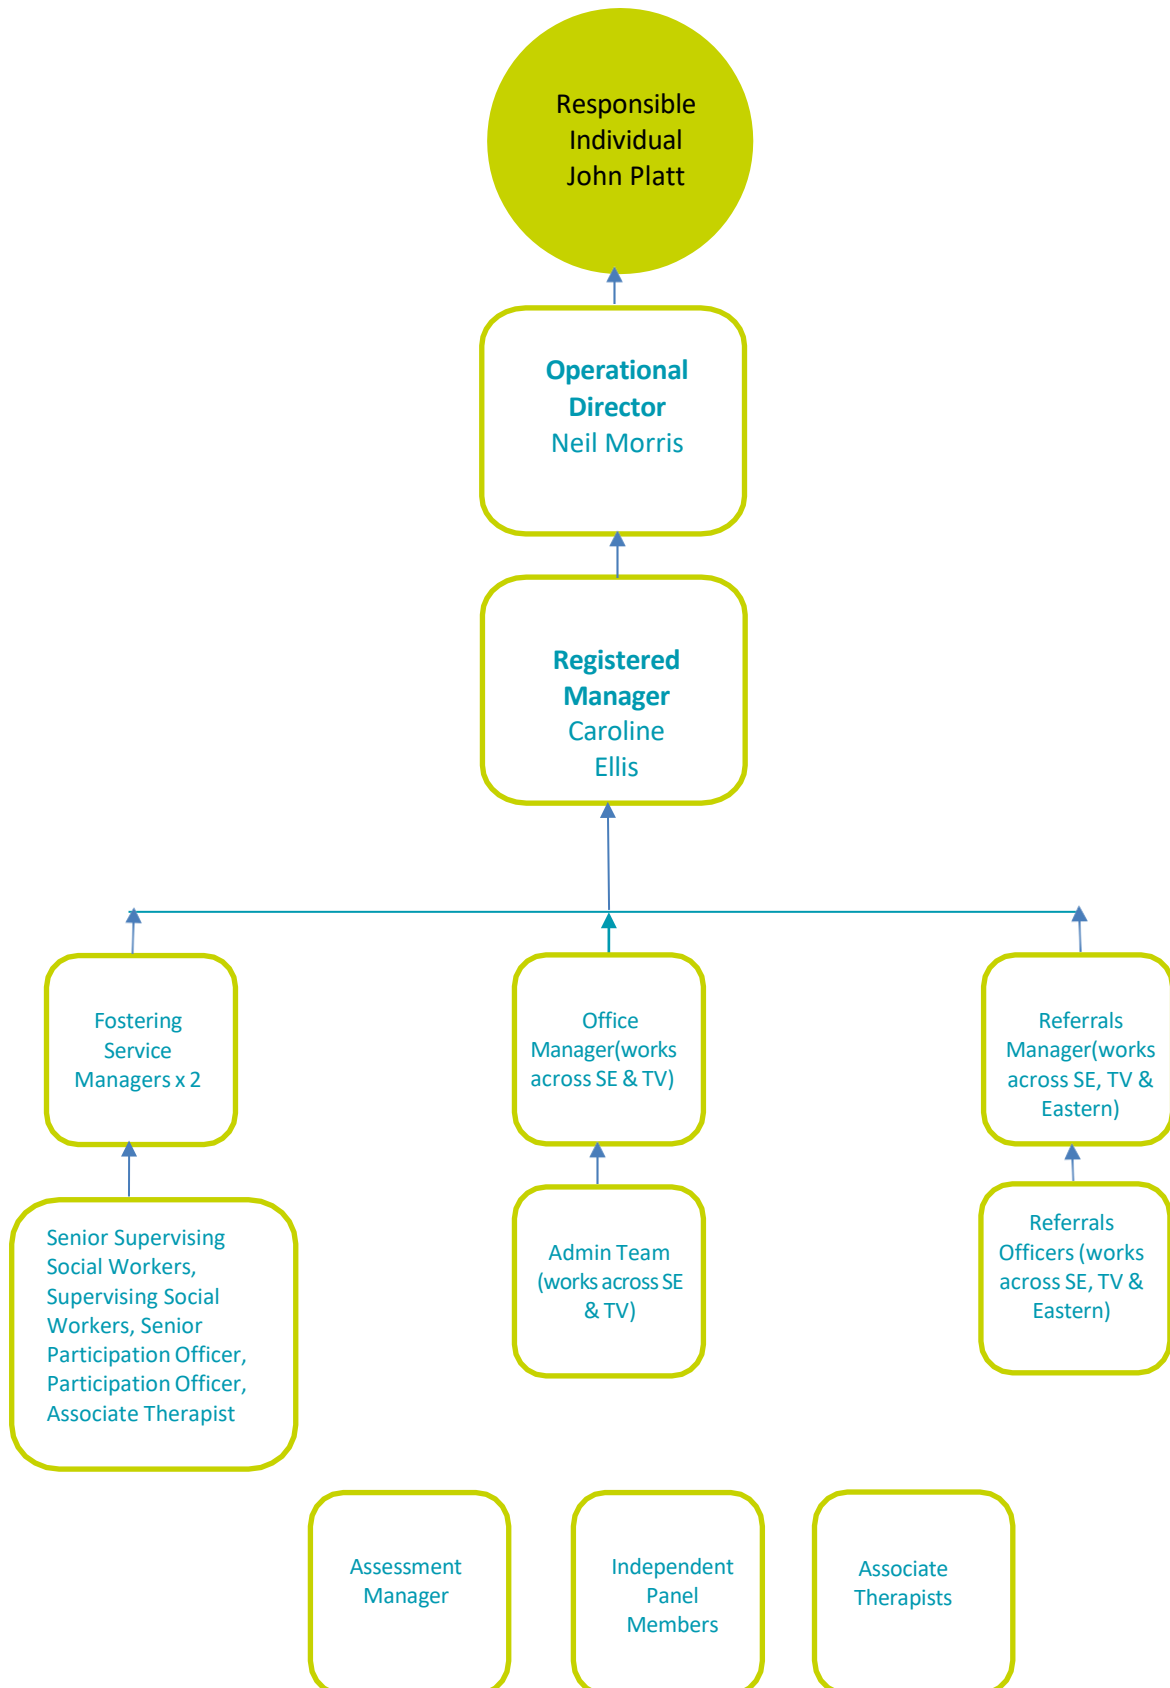 Responsible
Individual
John Platt
Operational
Director
Neil Morris
Registered
Manager
Caroline
Ellis
Fostering
Service
Managers x 2
Office
Manager(works
across SE & TV)
Referrals
Manager(works
across SE, TV &
Eastern)
Senior Supervising
Social Workers,
Supervising Social
Workers, Senior
Participation Officer,
Participation Officer,
Associate Therapist
Admin Team
(works across SE
& TV)
Referrals
Officers (works
across SE, TV &
Eastern)
Assessment
Manager
Independent
Panel
Members
Associate
Therapists